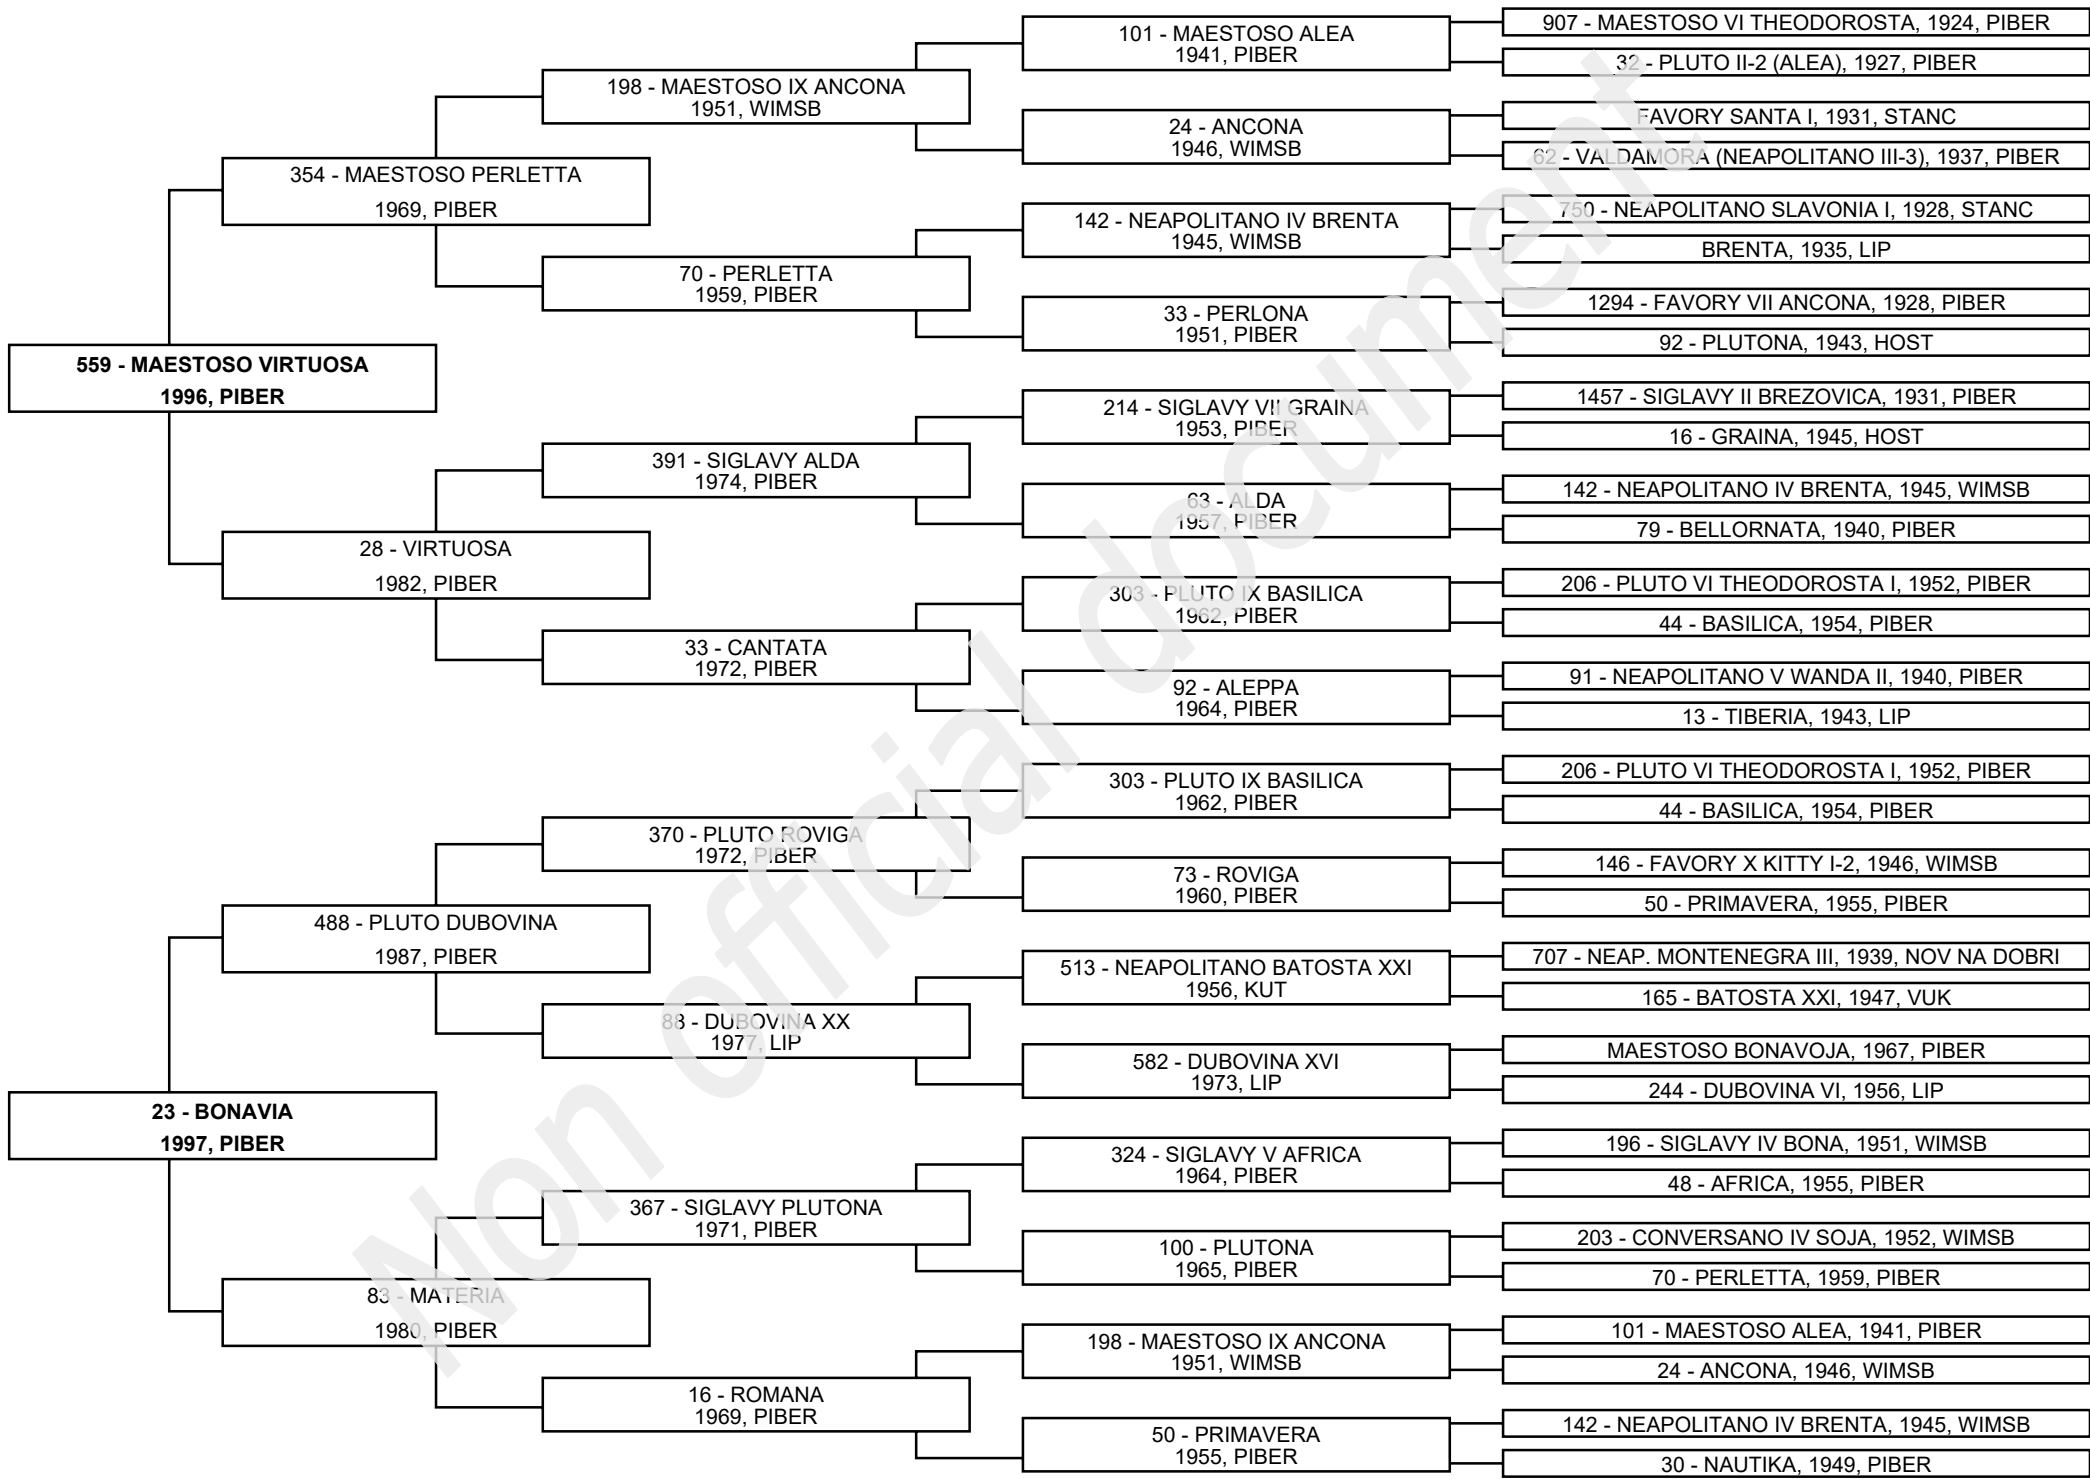 559 - MAESTOSO VIRTUOSA
1996, PIBER
23 - BONAVIA
1997, PIBER
354 - MAESTOSO PERLETTA
1969, PIBER
28 - VIRTUOSA
1982, PIBER
488 - PLUTO DUBOVINA
1987, PIBER
83 - MATERIA
1980, PIBER
198 - MAESTOSO IX ANCONA
1951, WIMSB
70 - PERLETTA
1959, PIBER
391 - SIGLAVY ALDA
1974, PIBER
33 - CANTATA
1972, PIBER
370 - PLUTO ROVIGA
1972, PIBER
88 - DUBOVINA XX
1977, LIP
367 - SIGLAVY PLUTONA
1971, PIBER
16 - ROMANA
1969, PIBER
101 - MAESTOSO ALEA
1941, PIBER
24 - ANCONA
1946, WIMSB
142 - NEAPOLITANO IV BRENTA
1945, WIMSB
33 - PERLONA
1951, PIBER
214 - SIGLAVY VII GRAINA
1953, PIBER
63 - ALDA
1957, PIBER
303 - PLUTO IX BASILICA
1962, PIBER
92 - ALEPPA
1964, PIBER
303 - PLUTO IX BASILICA
1962, PIBER
73 - ROVIGA
1960, PIBER
513 - NEAPOLITANO BATOSTA XXI
1956, KUT
582 - DUBOVINA XVI
1973, LIP
324 - SIGLAVY V AFRICA
1964, PIBER
100 - PLUTONA
1965, PIBER
198 - MAESTOSO IX ANCONA
1951, WIMSB
50 - PRIMAVERA
1955, PIBER
907 - MAESTOSO VI THEODOROSTA, 1924, PIBER
32 - PLUTO II-2 (ALEA), 1927, PIBER
FAVORY SANTA I, 1931, STANC
62 - VALDAMORA (NEAPOLITANO III-3), 1937, PIBER
750 - NEAPOLITANO SLAVONIA I, 1928, STANC
BRENTA, 1935, LIP
1294 - FAVORY VII ANCONA, 1928, PIBER
92 - PLUTONA, 1943, HOST
1457 - SIGLAVY II BREZOVICA, 1931, PIBER
16 - GRAINA, 1945, HOST
142 - NEAPOLITANO IV BRENTA, 1945, WIMSB
79 - BELLORNATA, 1940, PIBER
206 - PLUTO VI THEODOROSTA I, 1952, PIBER
44 - BASILICA, 1954, PIBER
91 - NEAPOLITANO V WANDA II, 1940, PIBER
13 - TIBERIA, 1943, LIP
206 - PLUTO VI THEODOROSTA I, 1952, PIBER
44 - BASILICA, 1954, PIBER
146 - FAVORY X KITTY I-2, 1946, WIMSB
50 - PRIMAVERA, 1955, PIBER
707 - NEAP. MONTENEGRA III, 1939, NOV NA DOBRI
165 - BATOSTA XXI, 1947, VUK
MAESTOSO BONAVOJA, 1967, PIBER
244 - DUBOVINA VI, 1956, LIP
196 - SIGLAVY IV BONA, 1951, WIMSB
48 - AFRICA, 1955, PIBER
203 - CONVERSANO IV SOJA, 1952, WIMSB
70 - PERLETTA, 1959, PIBER
101 - MAESTOSO ALEA, 1941, PIBER
24 - ANCONA, 1946, WIMSB
142 - NEAPOLITANO IV BRENTA, 1945, WIMSB
30 - NAUTIKA, 1949, PIBER
Non official document